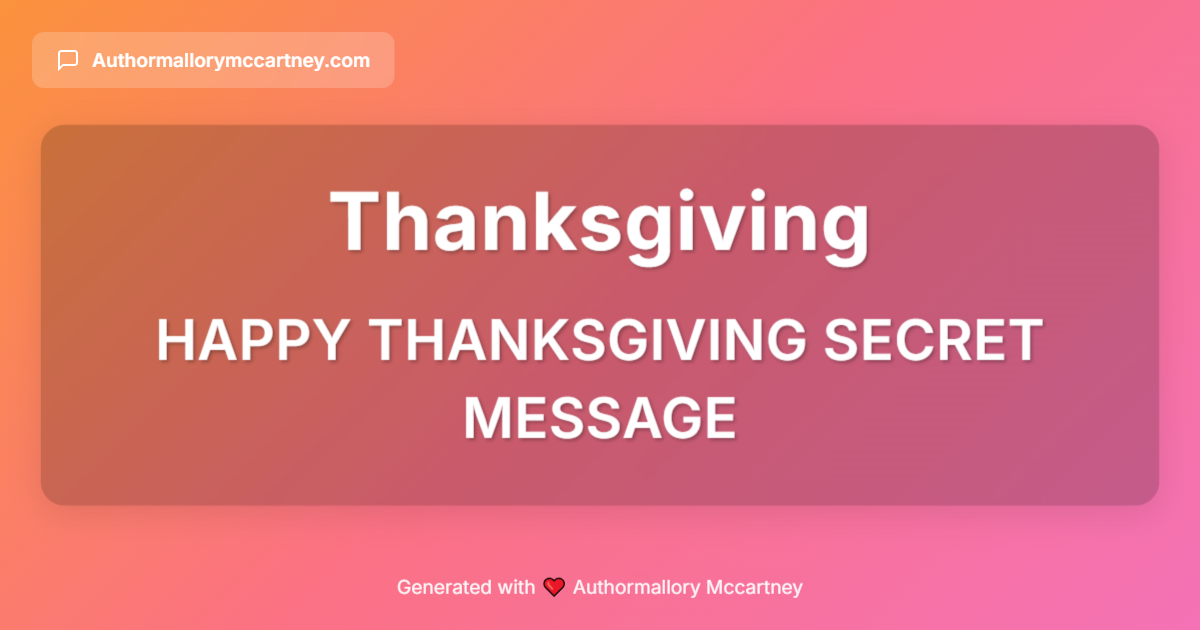 Authormallorymccartney.com
Thanksgiving
HAPPY THANKSGIVING SECRET
MESSAGE
Generated with ❤️ Authormallory Mccartney